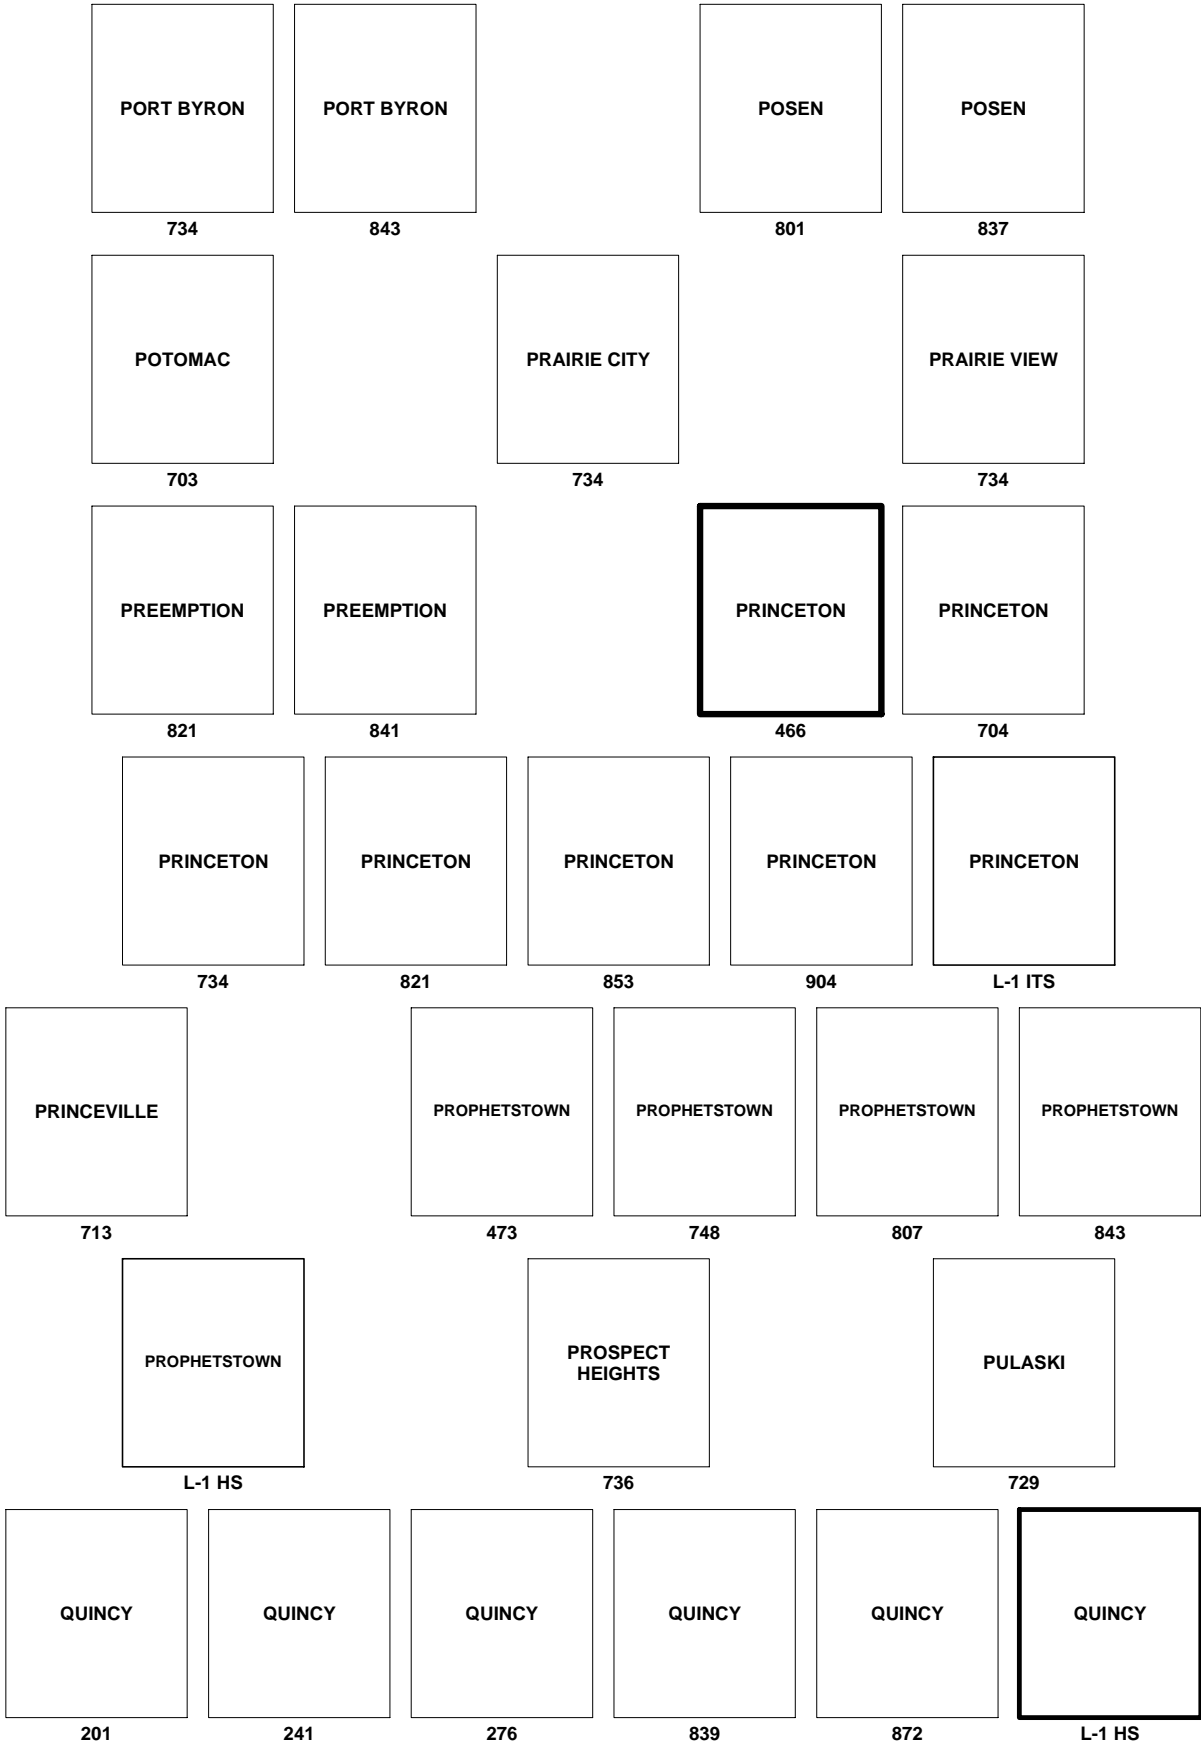 PORT BYRON PORT BYRON POSEN POSEN
734 843 801 837
POTOMAC PRAIRIE CITY PRAIRIE VIEW
703 734 734
PREEMPTION PREEMPTION PRINCETON PRINCETON
821 841 466 704
PRINCETON PRINCETON PRINCETON PRINCETON PRINCETON
734 821 853 904 L-1 ITS
PRINCEVILLE PROPHETSTOWN PROPHETSTOWN PROPHETSTOWN PROPHETSTOWN
713 473 748 807 843
PROPHETSTOWN PROSPECT
HEIGHTS PULASKI
L-1 HS 736 729
QUINCY QUINCY QUINCY QUINCY QUINCY QUINCY
201 241 276 839 872 L-1 HS